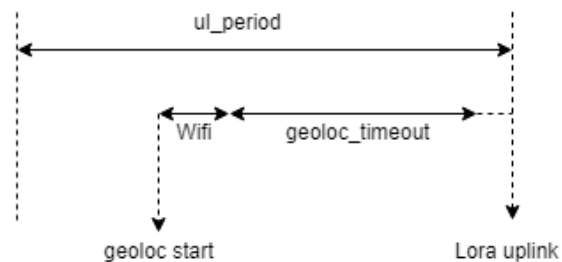 ul_period
Wifi
geoloc_timeout
geoloc start
Lora uplink